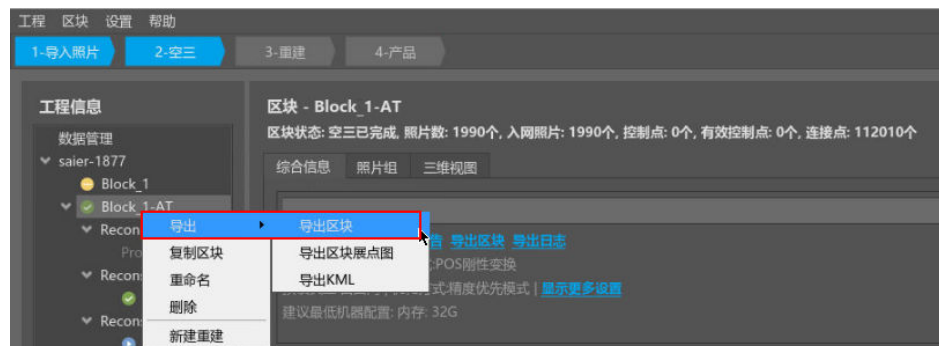 工程 区块 设置 帮助
1-导入照片 2-空三 3-重建 4-产品
工程信息
数据管理
saier-1877
Block_1
Block_1-AT
Recon
Pro
Recon
Recon
导出
复制区块
重命名
删除
新建重建
导出区块
导出区块展点图
导出KML
区块 - Block_1-AT
区块状态: 空三已完成, 照片数: 1990个, 入网照片: 1990个, 控制点: 0个, 有效控制点: 0个, 连接点: 112010个
综合信息 照片组 三维视图
告 导出区块 导出日志
:POS刚性变换
方式:精度优先模式 | 显示更多设置
建议最低机器配置: 内存: 32G